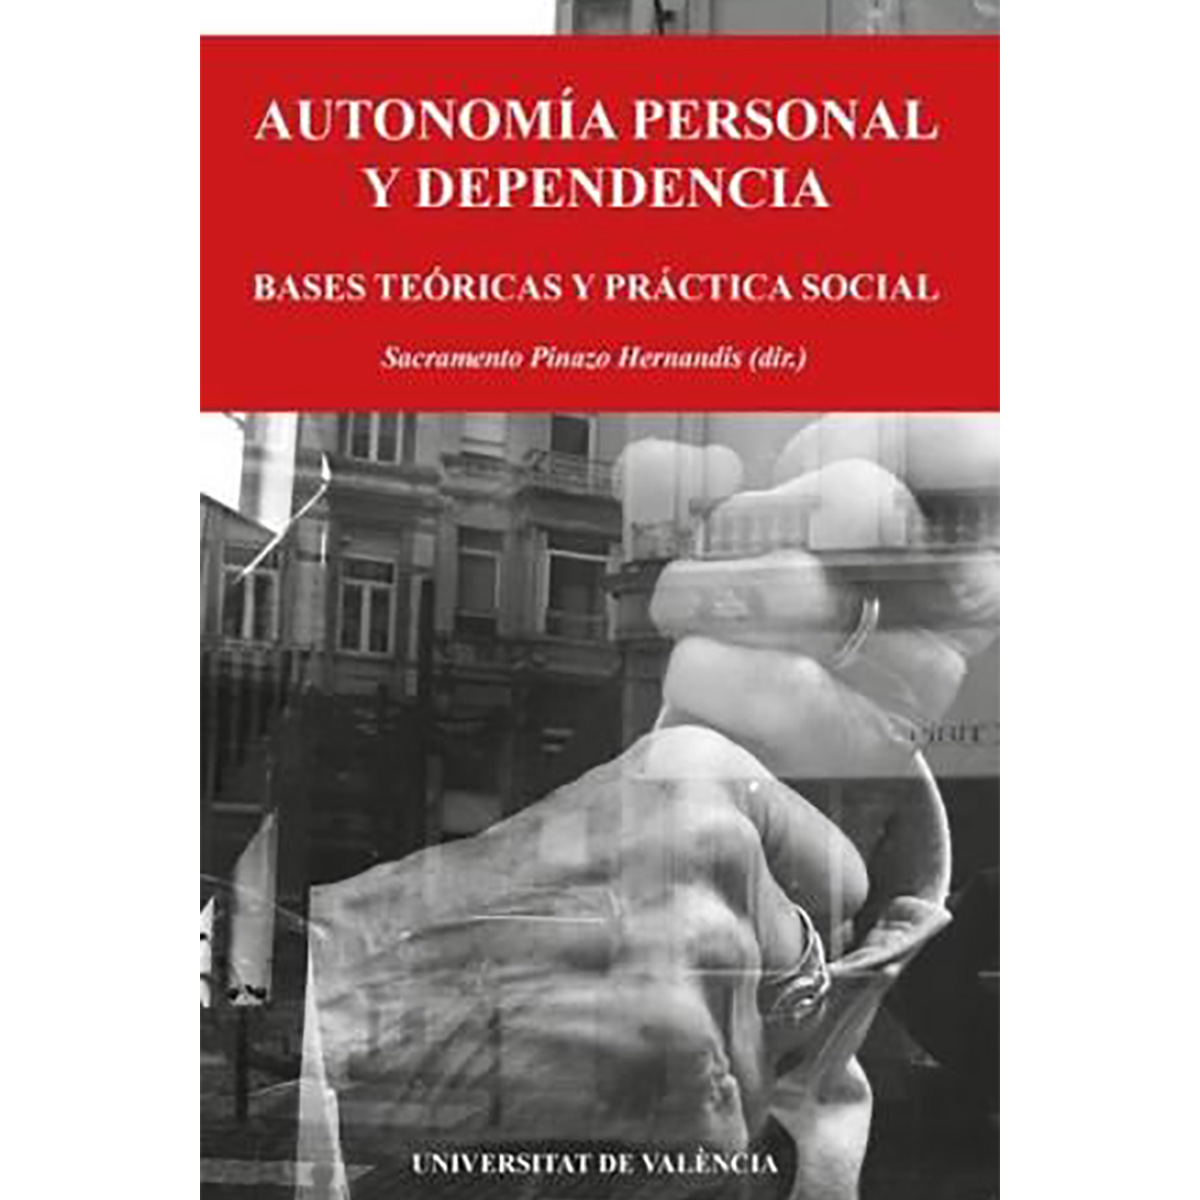 AUTONOMÍA PERSONAL
Y DEPENDENCIA
BASES TEÓRICAS Y PRÁCTICA SOCIAL
Sacramento Pinazo Hernandis (dir.)
UNIVERSITAT DE VALÈNCIA